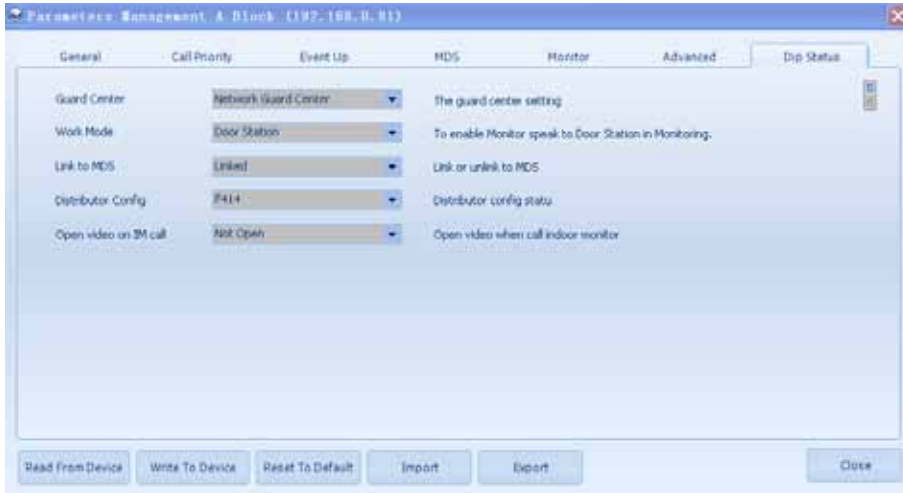 Parameters Management A Block (192.168.0.81)
General Call Priority Event Up MDS Monitor Advanced Dip Status
Guard Center Network Guard Center The guard center setting
Work Mode Door Station To enable Monitor speak to Door Station in Monitoring.
Link to MDS Linked Link or unlink to MDS
Distributor Config P414 Distributor config statu
Open video on IM call Not Open Open video when call indoor monitor
Read From Device Write To Device Reset To Default Import Export Close